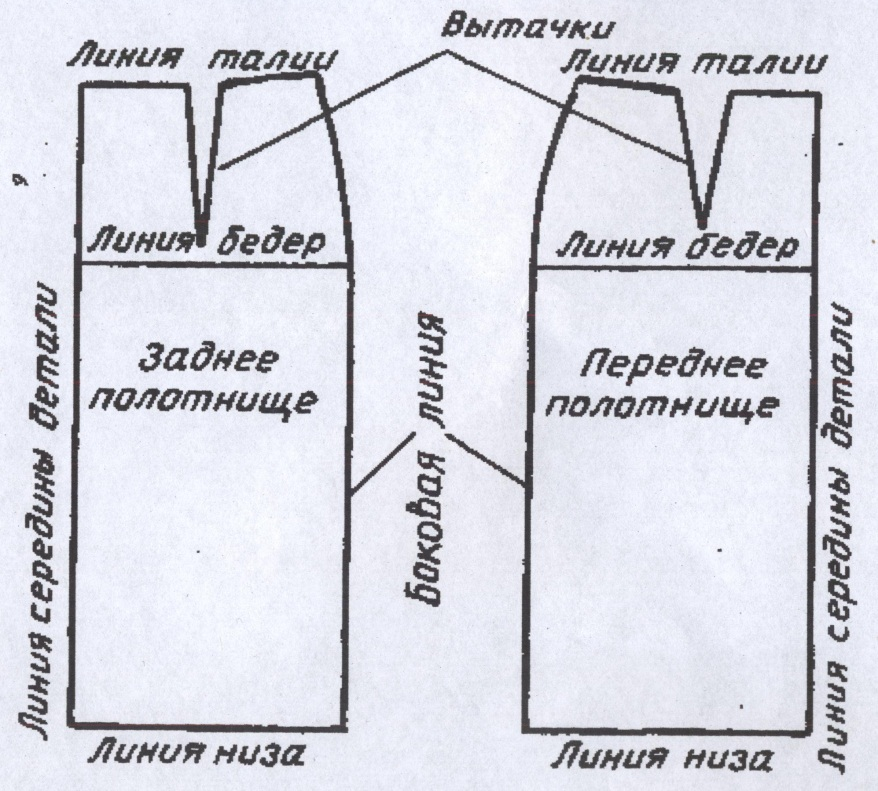 Вытачки
Линия талии
Линия талии
Линия бедер
Линия бедер
Заднее
полотнище
Переднее
полотнище
Линия середины детали
Боковая линия
Линия середины детали
Линия низа
Линия низа